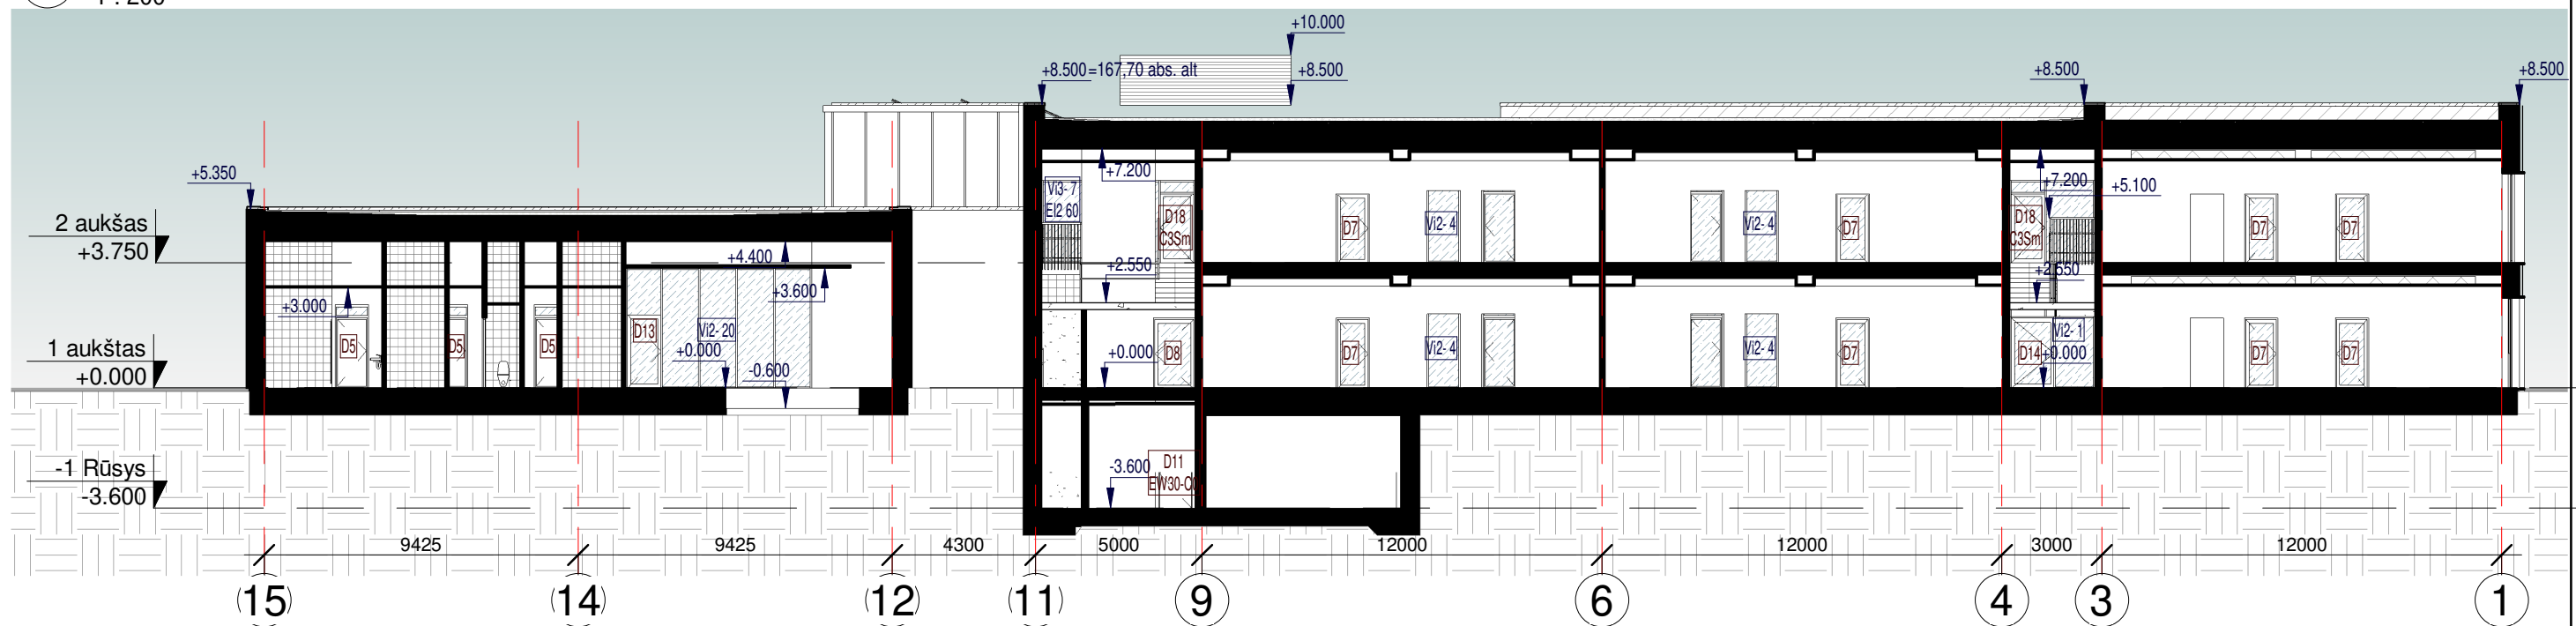 1 : 200
+10.000
+8.500=167,70 abs. alt
+8.500
+8.500
+8.500
+5.350
+7.200
Vi3- 7
EI2 60
D18
C3Sm
+7.200
+5.100
D18
C3Sm
2 aukšas
+3.750
D7
Vi2- 4
Vi2- 4
D7
D7
D7
+4.400
+2.550
+2.550
+3.600
+3.000
1 aukštas
+0.000
D5
D5
D5
D13
Vi2- 20
+0.000
-0.600
+0.000
D8
D7
Vi2- 4
Vi2- 4
D7
Vi2- 1
D14
+0.000
D7
D7
-1 Rūsys
-3.600
-3.600
D11
EW30-C
9425
9425
4300
5000
12000
12000
3000
12000
15
14
12
11
9
6
4
3
1